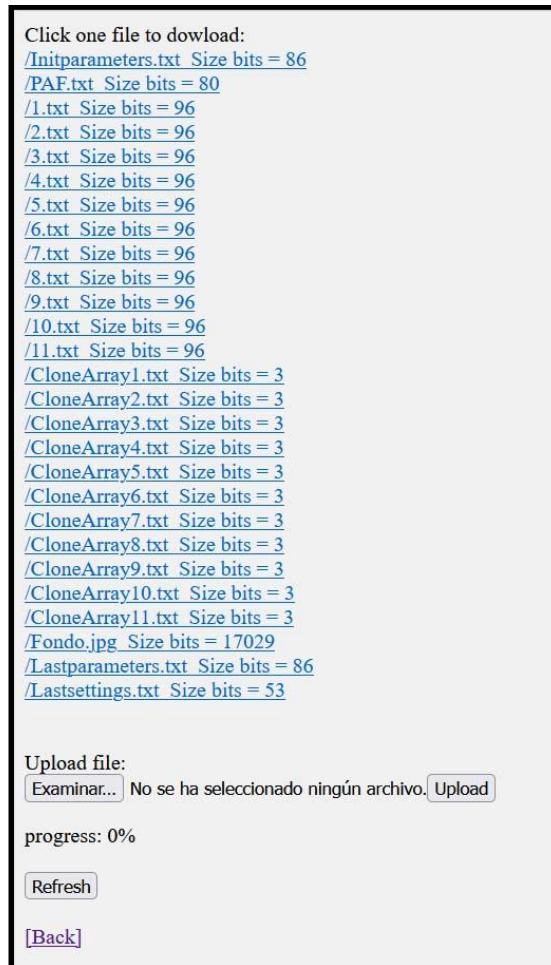 Click one file to dowload:
/Initparameters.txt Size bits = 86
/PAF.txt Size bits = 80
/1.txt Size bits = 96
/2.txt Size bits = 96
/3.txt Size bits = 96
/4.txt Size bits = 96
/5.txt Size bits = 96
/6.txt Size bits = 96
/7.txt Size bits = 96
/8.txt Size bits = 96
/9.txt Size bits = 96
/10.txt Size bits = 96
/11.txt Size bits = 96
/CloneArray1.txt Size bits = 3
/CloneArray2.txt Size bits = 3
/CloneArray3.txt Size bits = 3
/CloneArray4.txt Size bits = 3
/CloneArray5.txt Size bits = 3
/CloneArray6.txt Size bits = 3
/CloneArray7.txt Size bits = 3
/CloneArray8.txt Size bits = 3
/CloneArray9.txt Size bits = 3
/CloneArray10.txt Size bits = 3
/CloneArray11.txt Size bits = 3
/Fondo.jpg Size bits = 17029
/Lastparameters.txt Size bits = 86
/Lastsettings.txt Size bits = 53
Upload file:
Examinar... No se ha seleccionado ningún archivo. Upload
progress: 0%
Refresh
[Back]